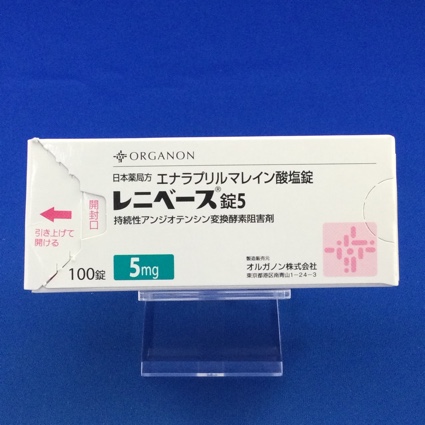 ORGANON
日本薬局方 エナラプリルマレイン酸塩錠
レニベース®錠5
持続性アンジオテンシン変換酵素阻害剤
開封口
引き上げて
開ける
100錠 5mg
製造販売元
オルガノン株式会社
東京都港区南青山1-24-3